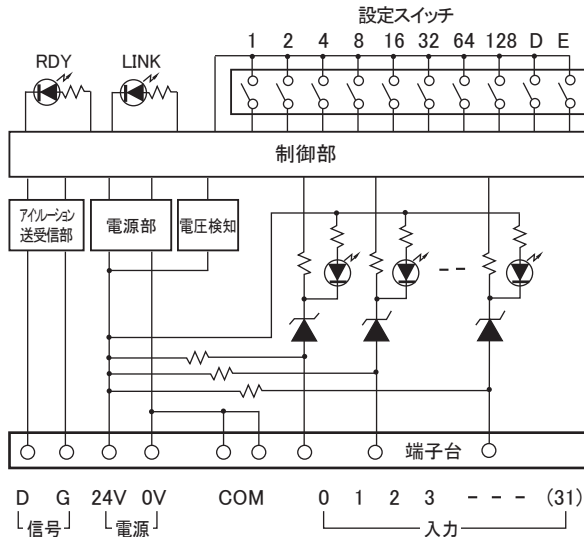 設定スイッチ
RDY LINK 1 2 4 8 16 32 64 128 D E
制御部
アイソレーション
送受信部
電源部
電圧検知
端子台
D G 24V 0V COM 0 1 2 3 - - - (31)
信号 電源 入力